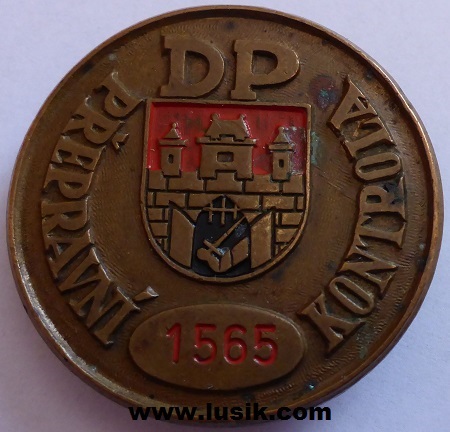 DP
PŘEPRAVNÍ
KONTROLA
1565
www.lusik.com